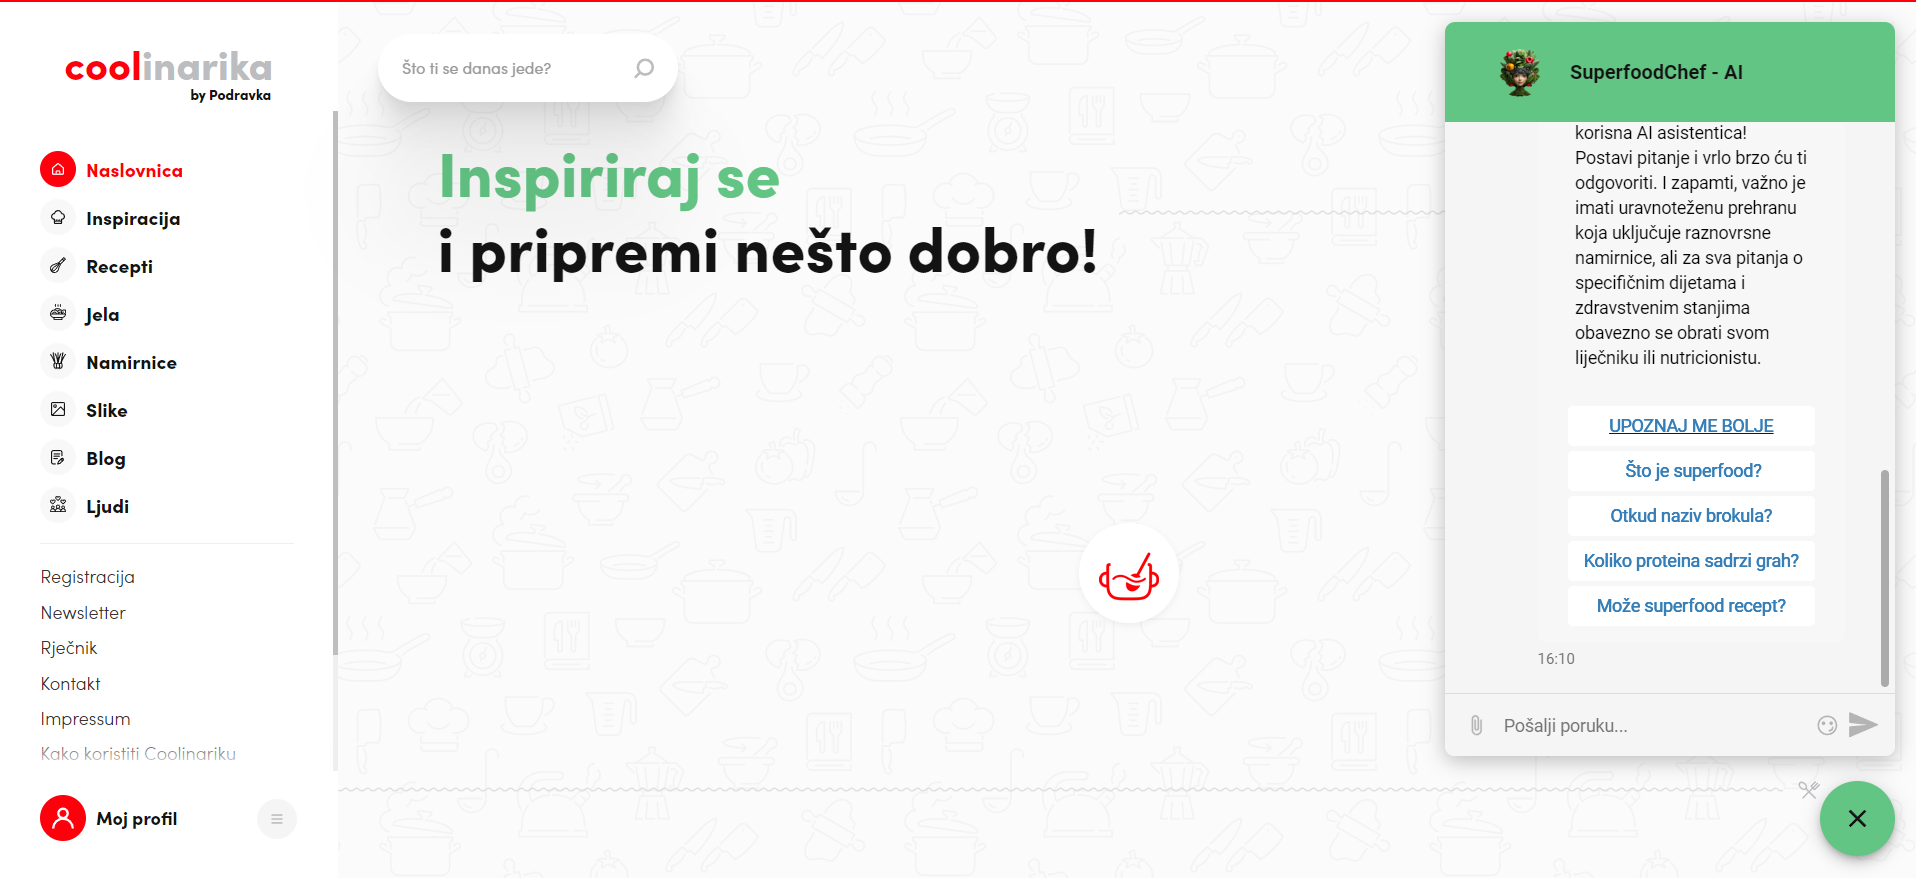 coolinarika
by Podravka
Naslovnica
Inspiracija
Recepti
Jela
Namirnice
Slike
Blog
Ljudi
Registracija
Newsletter
Rječnik
Kontakt
Impressum
Kako koristiti Coolinariku
Moj profil
Što ti se danas jede?
Inspiriraj se
i pripremi nešto dobro!
SuperfoodChef - AI
korisna AI asistentica!
Postavi pitanje i vrlo brzo ću ti
odgovoriti. I zapamti, važno je
imati uravnoteženu prehranu
koja uključuje raznovrsne
namirnice, ali za sva pitanja o
specifičnim dijetama i
zdravstvenim stanjima
obavezno se obrati svom
liječniku ili nutricionistu.
UPOZNAJ ME BOLJE
Što je superfood?
Otkud naziv brokula?
Koliko proteina sadrzi grah?
Može superfood recept?
16:10
Pošalji poruku...